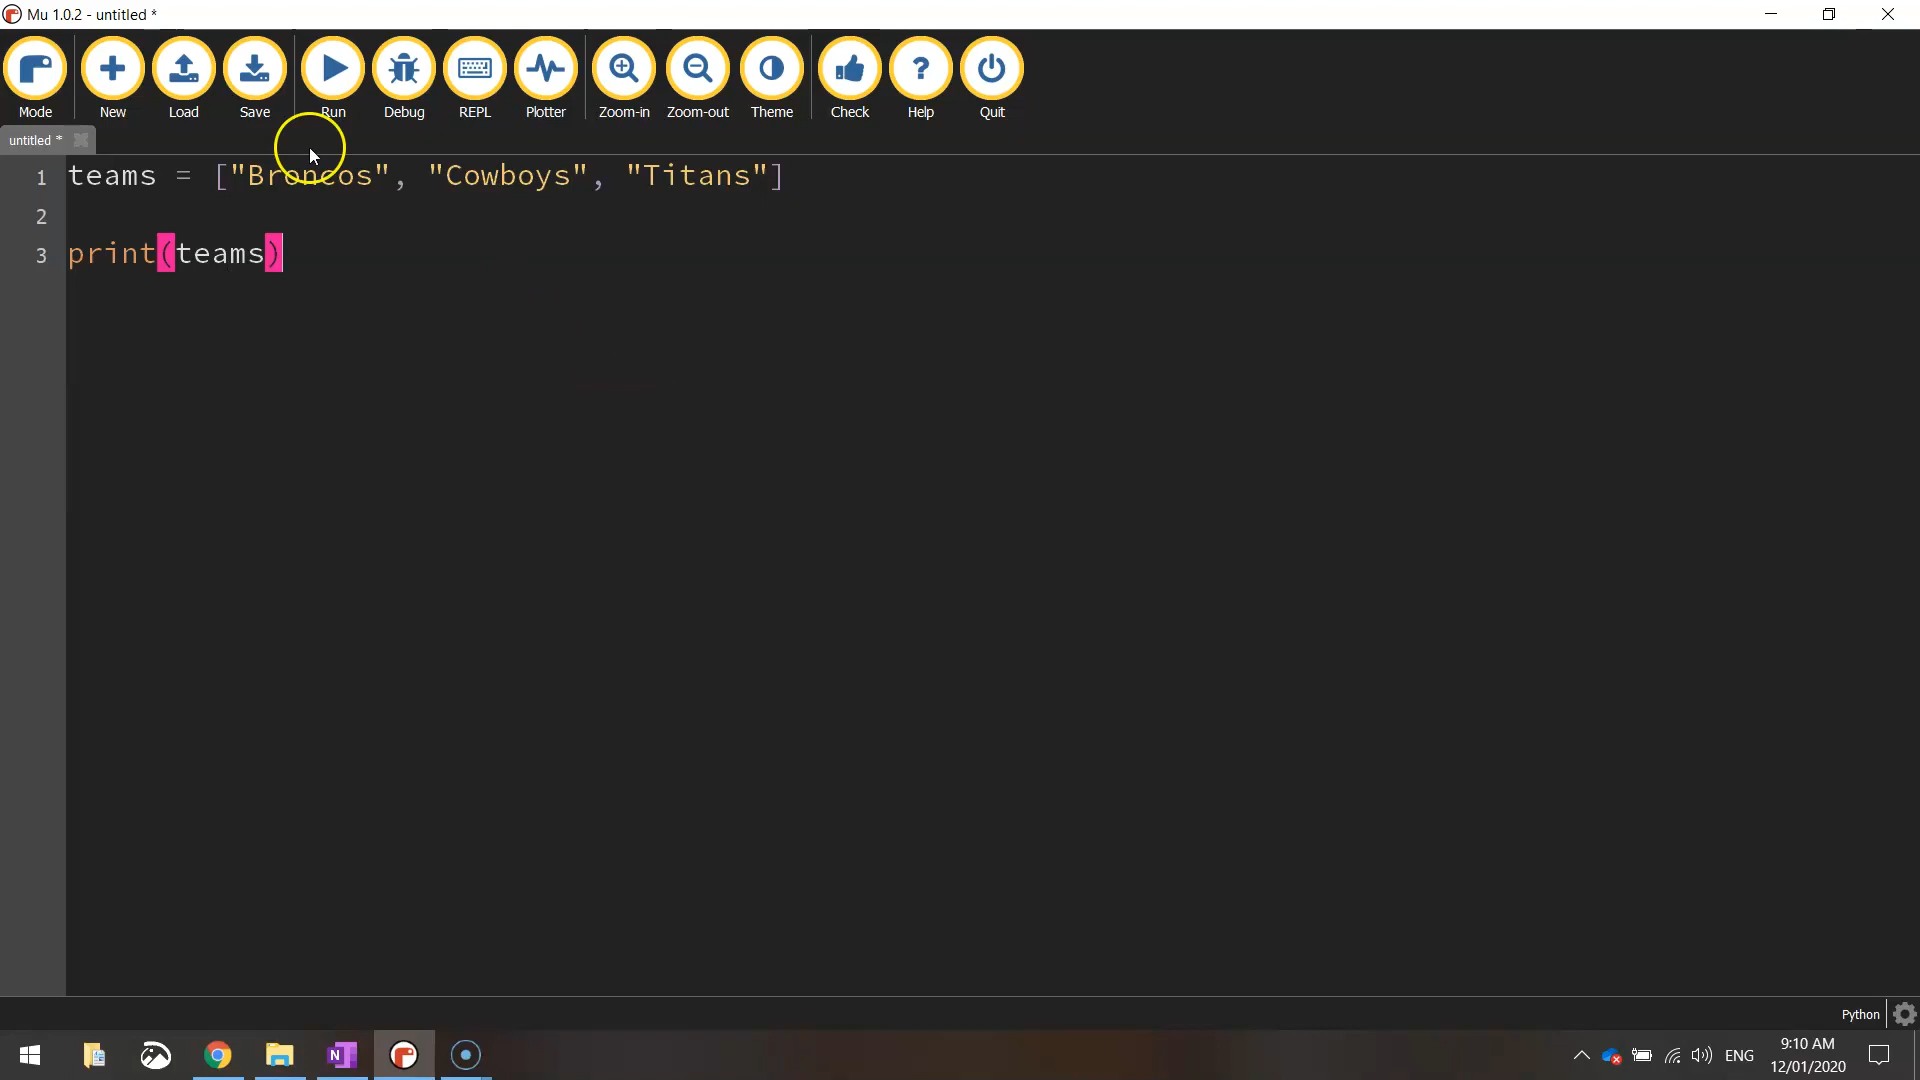 Mu 1.0.2 - untitled *
Mode New Load Save Run Debug REPL Plotter Zoom-in Zoom-out Theme Check Help Quit
untitled *
1 teams = ["Broncos", "Cowboys", "Titans"]
2
3 print(teams)
Python
ENG
9:10 AM
12/01/2020